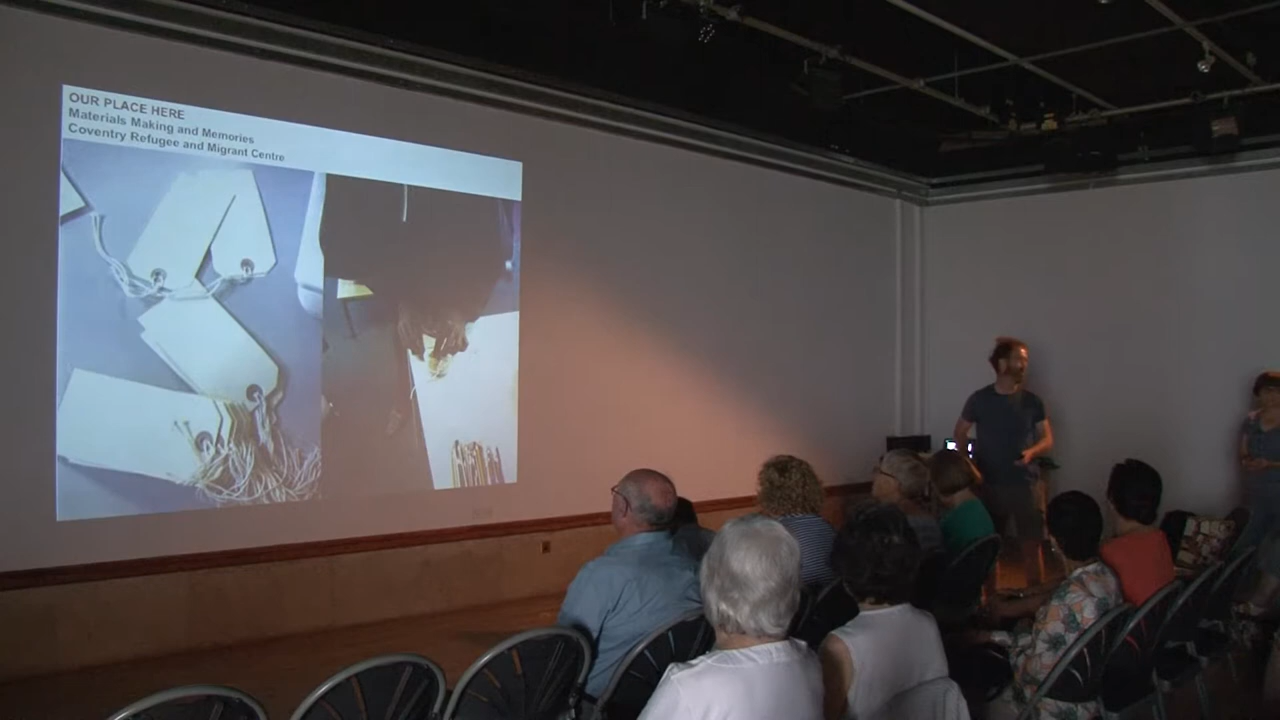 OUR PLACE HERE
Materials Making and Memories
Coventry Refugee and Migrant Centre